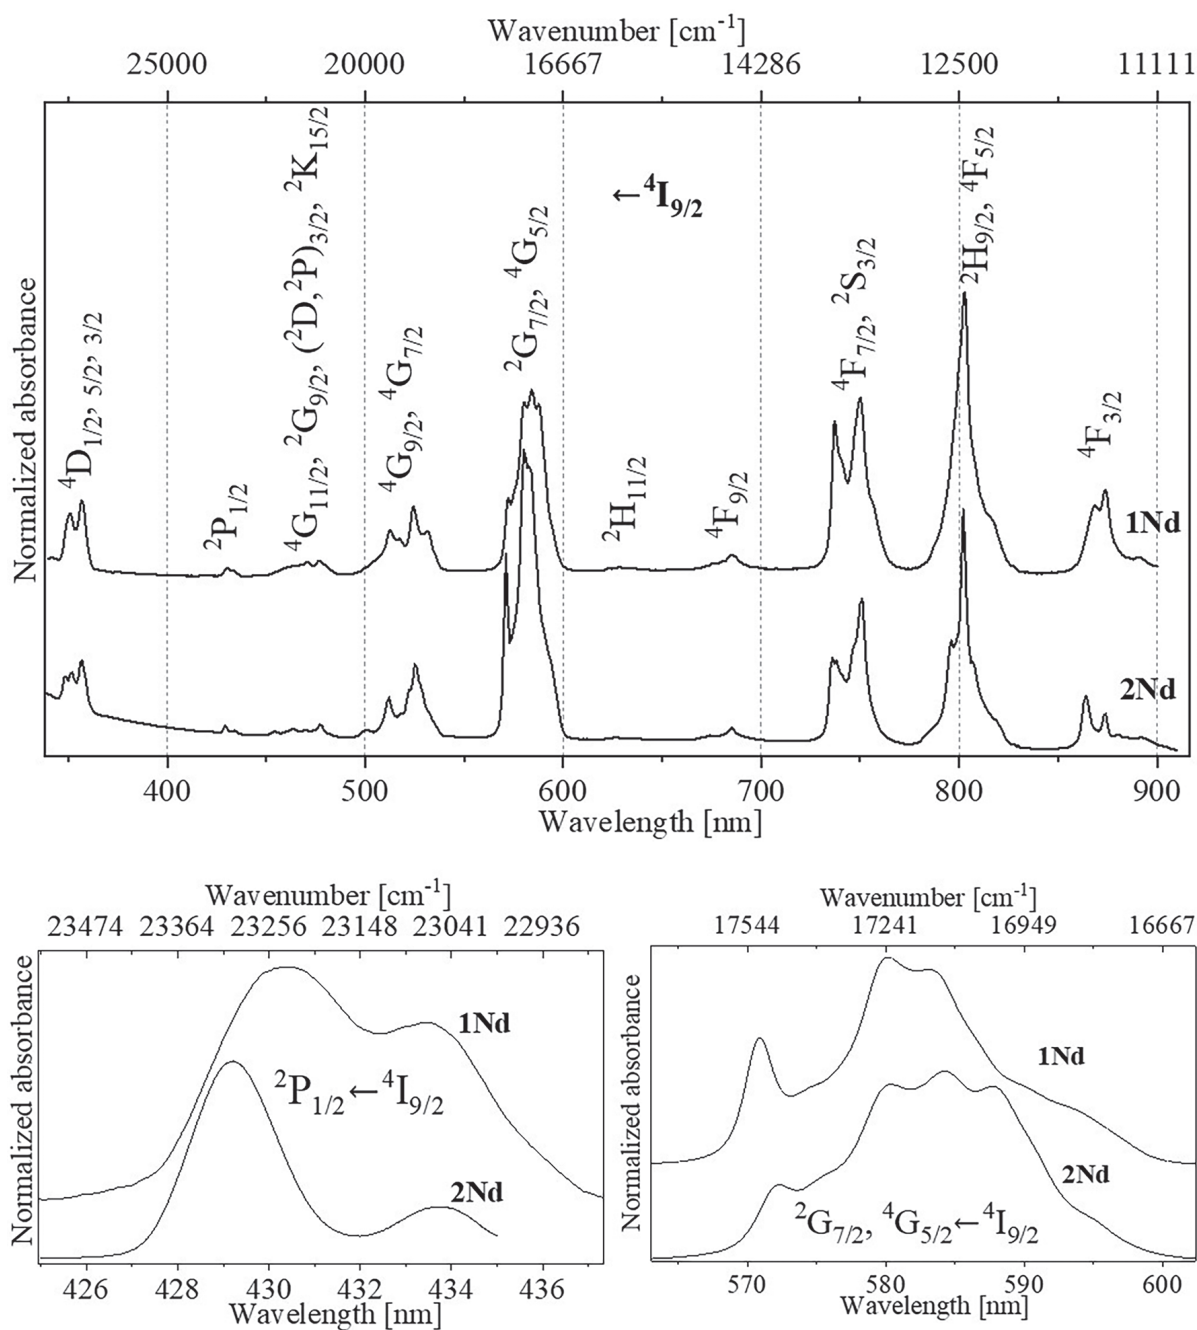 Wavenumber [cm⁻¹]
25000 20000 16667 14286 12500 11111
Normalized absorbance
⁴D₁/₂, ₅/₂, ₃/₂
²P₁/₂
⁴G₁₁/₂, ²G₉/₂, (²D,²P)₃/₂, ²K₁₅/₂
⁴G₉/₂, ⁴G₇/₂
²G₇/₂, ⁴G₅/₂
←⁴I₉/₂
²H₁₁/₂
⁴F₉/₂
⁴F₇/₂, ²S₃/₂
²H₉/₂, ⁴F₅/₂
⁴F₃/₂
1Nd
2Nd
400 500 600 700 800 900
Wavelength [nm]
Wavenumber [cm⁻¹]
23474 23364 23256 23148 23041 22936
Normalized absorbance
1Nd
²P₁/₂←⁴I₉/₂
2Nd
426 428 430 432 434 436
Wavelength [nm]
Wavenumber [cm⁻¹]
17544 17241 16949 16667
Normalized absorbance
1Nd
2Nd
²G₇/₂, ⁴G₅/₂←⁴I₉/₂
570 580 590 600
Wavelength [nm]